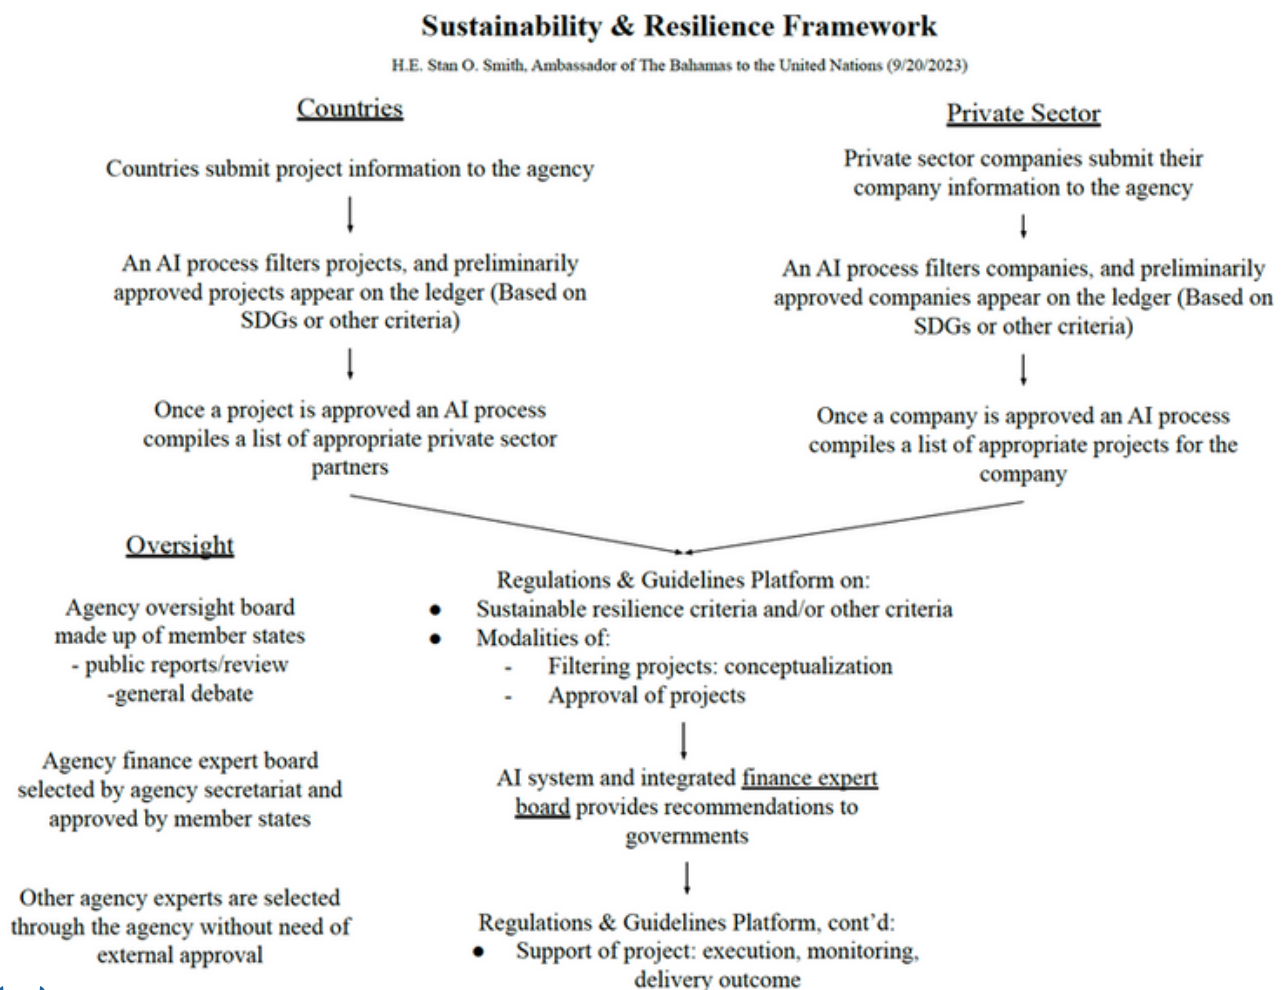 Sustainability & Resilience Framework
H.E. Stan O. Smith, Ambassador of The Bahamas to the United Nations (9/20/2023)
Countries
Countries submit project information to the agency
An AI process filters projects, and preliminarily
approved projects appear on the ledger (Based on
SDGs or other criteria)
Once a project is approved an AI process
compiles a list of appropriate private sector
partners
Private Sector
Private sector companies submit their
company information to the agency
An AI process filters companies, and preliminarily
approved companies appear on the ledger (Based on
SDGs or other criteria)
Once a company is approved an AI process
compiles a list of appropriate projects for the
company
Oversight
Agency oversight board
made up of member states
- public reports/review
-general debate
Agency finance expert board
selected by agency secretariat and
approved by member states
Other agency experts are selected
through the agency without need of
external approval
Regulations & Guidelines Platform on:
● Sustainable resilience criteria and/or other criteria
● Modalities of:
- Filtering projects: conceptualization
- Approval of projects
AI system and integrated finance expert
board provides recommendations to
governments
Regulations & Guidelines Platform, cont’d:
● Support of project: execution, monitoring,
delivery outcome